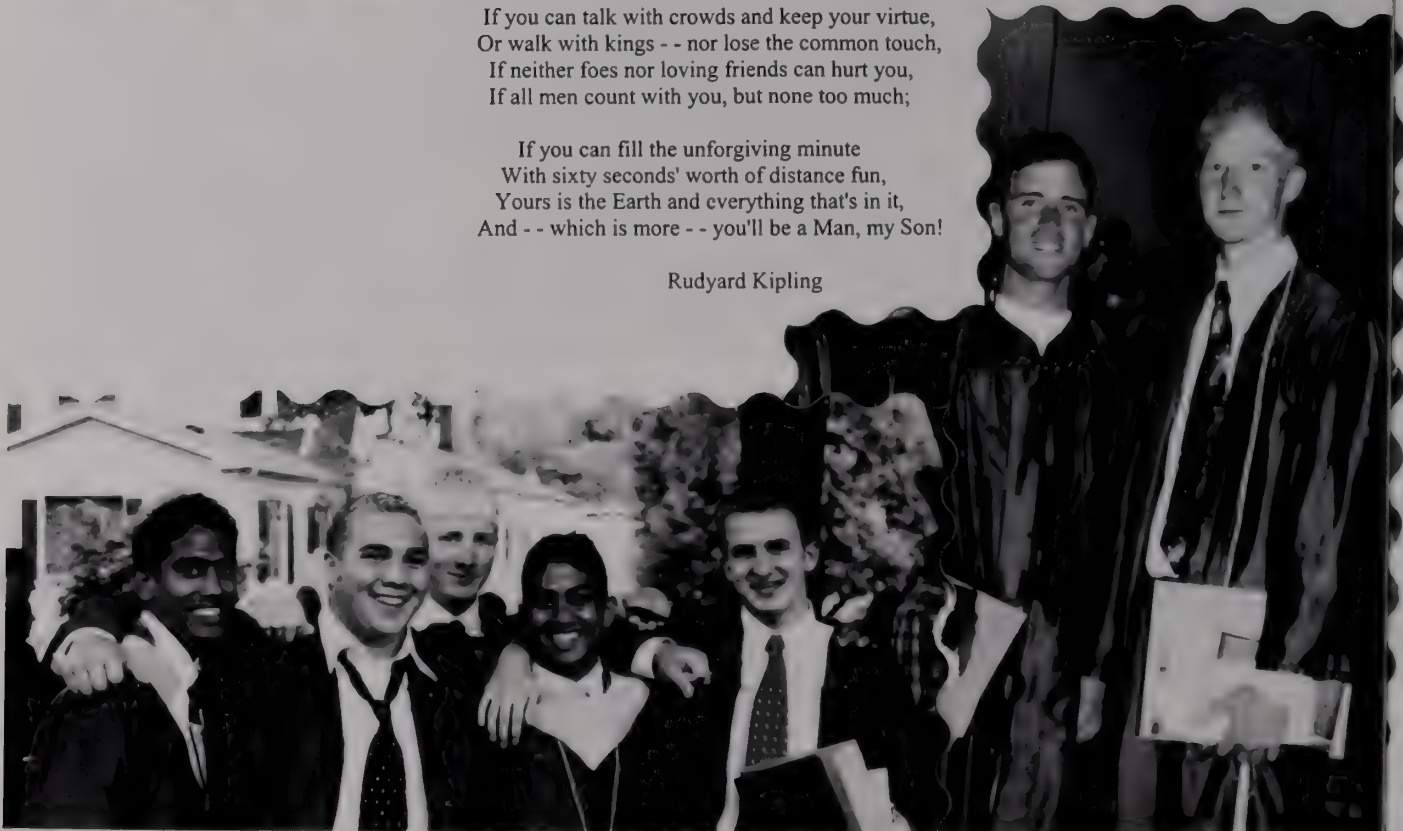 If you can talk with crowds and keep your virtue,
Or walk with kings - - nor lose the common touch,
If neither foes nor loving friends can hurt you,
If all men count with you, but none too much;
If you can fill the unforgiving minute
With sixty seconds' worth of distance fun,
Yours is the Earth and everything that's in it,
And - - which is more - - you'll be a Man, my Son!
Rudyard Kipling